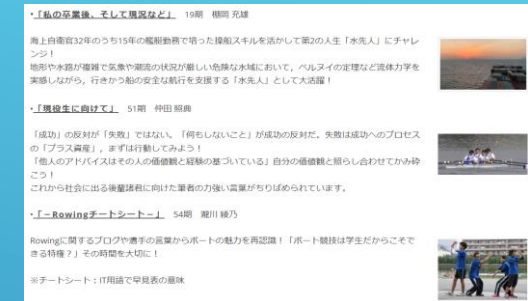 ・「私の卒業後、そして現況など」 19期 棚岡 充雄
海上自衛官32年のうち15年の艦艇勤務で培った操船スキルを活かして第2の人生「水先人」にチャレ
ンジ！
地形や水路が複雑で気象や潮流の状況が厳しい危険な水域において，ベルヌイの定理など流体力学を
実感しながら，行きかう船の安全な航行を支援する「水先人」として大活躍！
・「現役生に向けて」 51期 仲田 照典
「成功」の反対が「失敗」ではない、「何もしないこと」が成功の反対だ。失敗は成功へのプロセス
の「プラス資産」，まずは行動してみよう！
「他人のアドバイスはその人の価値観と経験の基づいている」自分の価値観と照らし合わせてかみ砕
こう！
これから社会に出る後輩諸君に向けた筆者の力強い言葉がちりばめられています。
・「－Rowingチートシート－」 54期 瀧川 綾乃
Rowingに関するブログや選手の言葉からボートの魅力を再認識！「ボート競技は学生だからこそで
きる特権？」その時間を大切に！
※チートシート：IT用語で早見表の意味